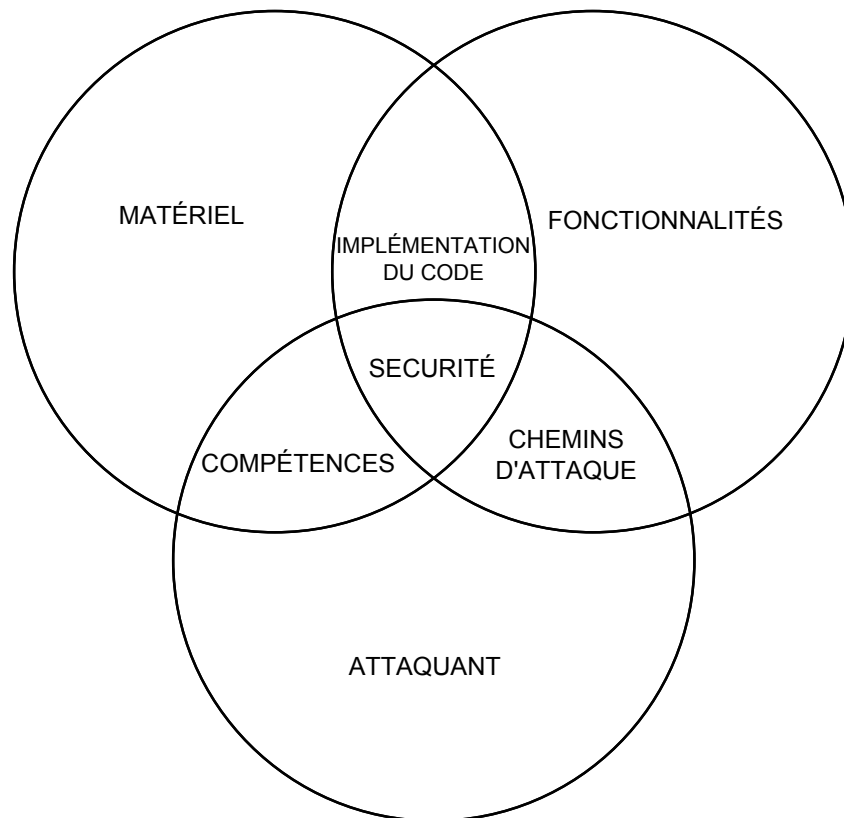 MATÉRIEL
FONCTIONNALITÉS
IMPLÉMENTATION
DU CODE
SECURITÉ
CHEMINS
D'ATTAQUE
COMPÉTENCES
ATTAQUANT